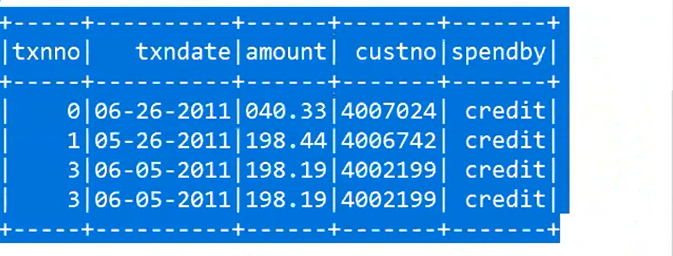 +-----+----------+------+-------+-------+
|txnno|   txndate|amount| custno|spendby|
+-----+----------+------+-------+-------+
|    0|06-26-2011|040.33|4007024| credit|
|    1|05-26-2011|198.44|4006742| credit|
|    3|06-05-2011|198.19|4002199| credit|
|    3|06-05-2011|198.19|4002199| credit|
+-----+----------+------+-------+-------+